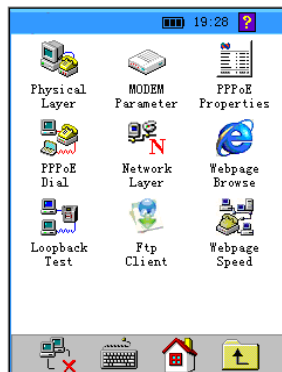 19:28 ?
Physical Layer
MODEM Parameter
PPPoE Properties
PPPoE Dial
N
Network Layer
Webpage Browse
Loopback Test
Ftp Client
Webpage Speed